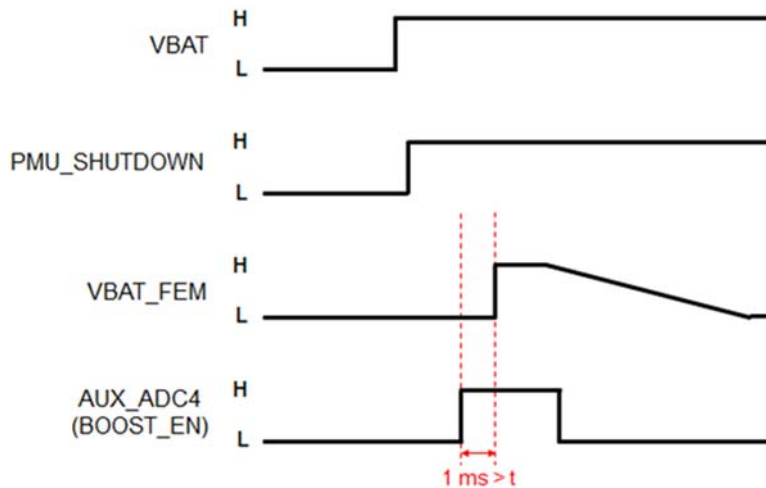 H
VBAT
L
H
PMU_SHUTDOWN
L
H
VBAT_FEM
L
H
AUX_ADC4
(BOOST_EN)
L
1 ms > t